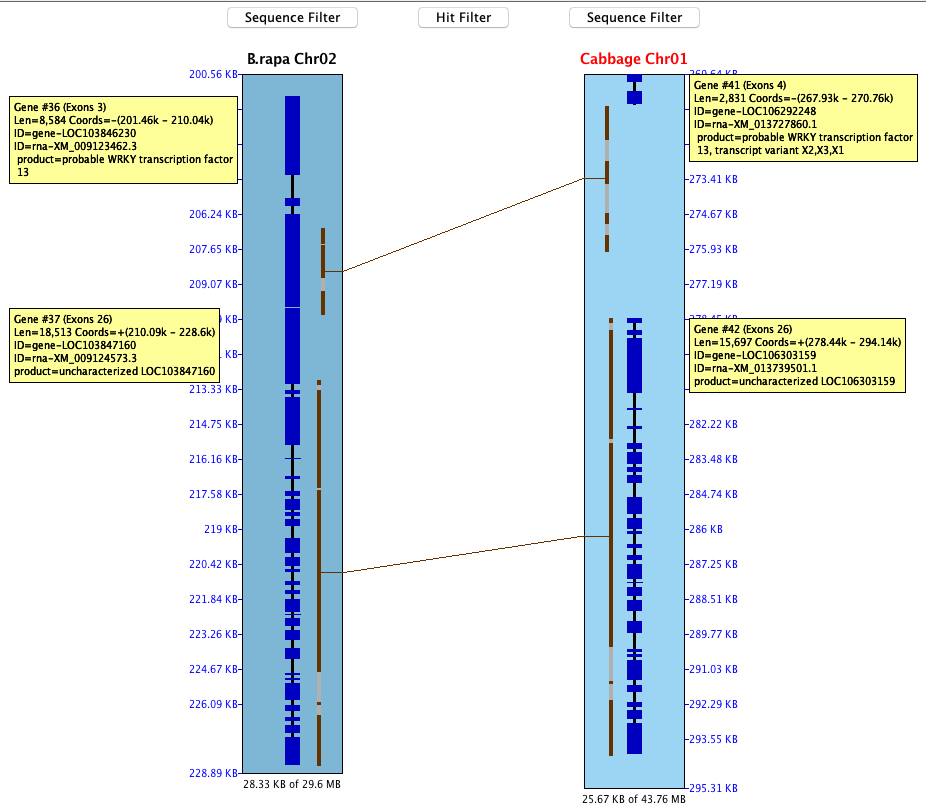 Sequence Filter
Hit Filter
Sequence Filter
B.rapa Chr02
Cabbage Chr01
200.56 KB
Gene #36 (Exons 3)
Len=8,584 Coords=-(201.46k - 210.04k)
ID=gene-LOC103846230
ID=rna-XM_009123462.3
product=probable WRKY transcription factor
13
206.24 KB
207.65 KB
209.07 KB
Gene #37 (Exons 26)
Len=18,513 Coords=+(210.09k - 228.6k)
ID=gene-LOC103847160
ID=rna-XM_009124573.3
product=uncharacterized LOC103847160
213.33 KB
214.75 KB
216.16 KB
217.58 KB
219 KB
220.42 KB
221.84 KB
223.26 KB
224.67 KB
226.09 KB
228.89 KB
28.33 KB of 29.6 MB
Gene #41 (Exons 4)
Len=2,831 Coords=-(267.93k - 270.76k)
ID=gene-LOC106292248
ID=rna-XM_013727860.1
product=probable WRKY transcription factor
13, transcript variant X2,X3,X1
273.41 KB
274.67 KB
275.93 KB
277.19 KB
Gene #42 (Exons 26)
Len=15,697 Coords=+(278.44k - 294.14k)
ID=gene-LOC106303159
ID=rna-XM_013739501.1
product=uncharacterized LOC106303159
282.22 KB
283.48 KB
284.74 KB
286 KB
287.25 KB
288.51 KB
289.77 KB
291.03 KB
292.29 KB
293.55 KB
295.31 KB
25.67 KB of 43.76 MB